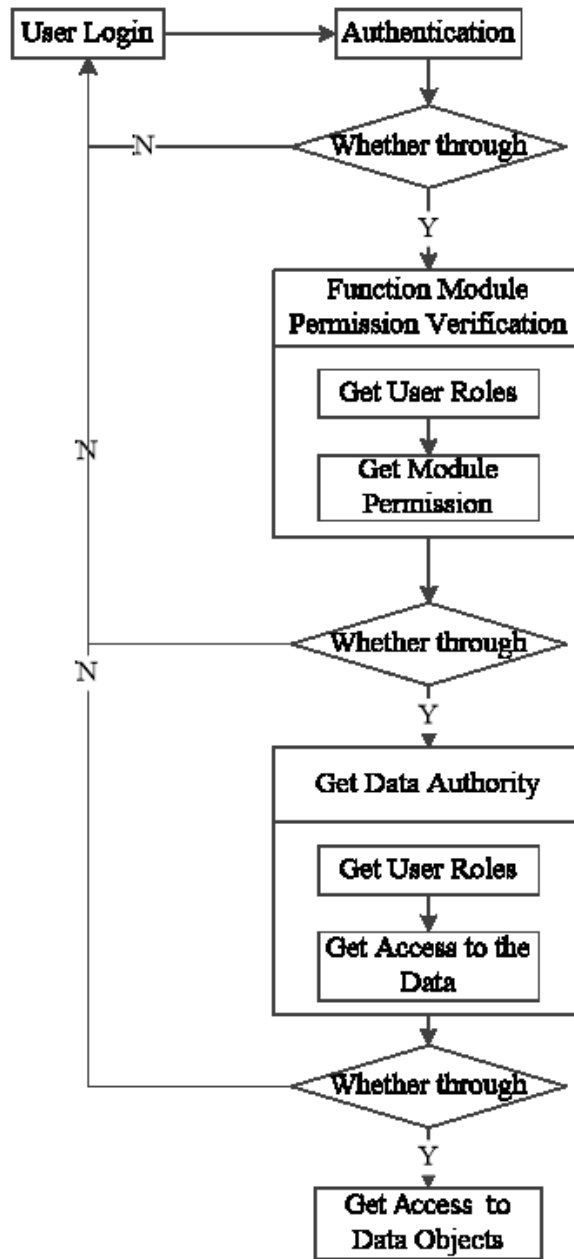 User Login
Authentication
Whether through
N
Y
Function Module
Permission Verification
Get User Roles
Get Module
Permission
N
Whether through
N
Y
Get Data Authority
Get User Roles
Get Access to the
Data
Whether through
Y
Get Access to
Data Objects